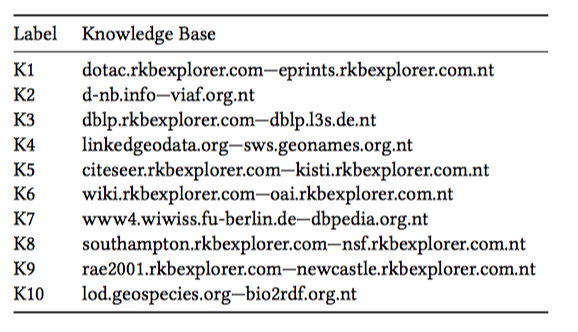 Label Knowledge Base
K1 dotac.rkbexplorer.com—eprints.rkbexplorer.com.nt
K2 d-nb.info—viaf.org.nt
K3 dblp.rkbexplorer.com—dblp.l3s.de.nt
K4 linkedgeodata.org—sws.geonames.org.nt
K5 citeseer.rkbexplorer.com—kisti.rkbexplorer.com.nt
K6 wiki.rkbexplorer.com—oai.rkbexplorer.com.nt
K7 www4.wiwiss.fu-berlin.de—dbpedia.org.nt
K8 southampton.rkbexplorer.com—nsf.rkbexplorer.com.nt
K9 rae2001.rkbexplorer.com—newcastle.rkbexplorer.com.nt
K10 lod.geospecies.org—bio2rdf.org.nt